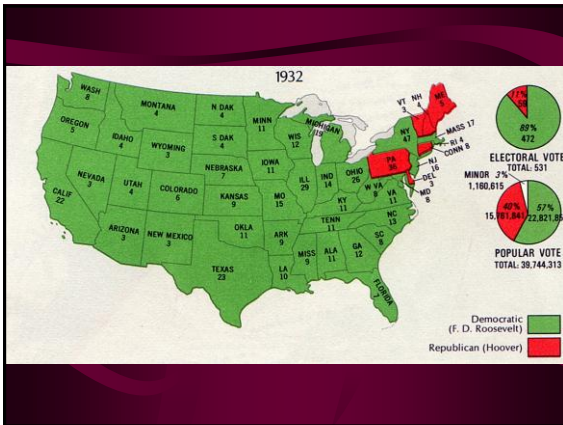 1932
WASH
8
OREGON
5
CALIF
22
IDAHO
4
NEVADA
3
MONTANA
4
WYOMING
3
UTAH
4
ARIZONA
3
COLORADO
6
NEW MEXICO
3
N DAK
4
S DAK
4
NEBRASKA
7
KANSAS
9
OKLA
11
TEXAS
23
MINN
11
IOWA
11
MO
15
ARK
9
LA
10
WIS
12
ILL
29
MICHIGAN
19
IND
14
OHIO
26
KY
11
TENN
11
MISS
9
ALA
11
GA
12
FLORIDA
7
SC
8
NC
13
VA
11
W VA
8
PA
36
NY
47
VT
3
NH
4
ME
5
MASS 17
RI 4
CONN 8
NJ
16
DEL
3
MD
8
11%
59
89%
472
ELECTORAL VOTE
TOTAL: 531
MINOR 3%
1,160,615
40%
57%
POPULAR VOTE
TOTAL: 39,744,313
Democratic
(F. D. Roosevelt)
Republican (Hoover)